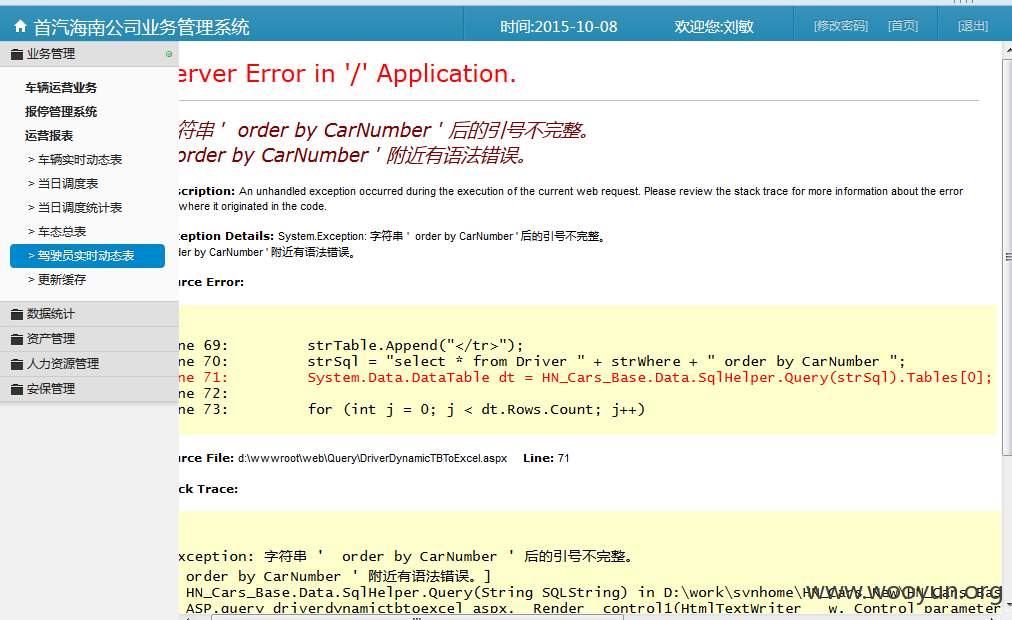 首汽海南公司业务管理系统 时间:2015-10-08 欢迎您:刘敏 [修改密码] [首页] [退出]
业务管理
车辆运营业务
报停管理系统
运营报表
> 车辆实时动态表
> 当日调度表
> 当日调度统计表
> 车态总表
> 驾驶员实时动态表
> 更新缓存
数据统计
资产管理
人力资源管理
安保管理
erver Error in '/' Application.
符串 ' order by CarNumber ' 后的引号不完整。
order by CarNumber ' 附近有语法错误。
scription: An unhandled exception occurred during the execution of the current web request. Please review the stack trace for more information about the error
where it originated in the code.
eption Details: System.Exception: 字符串 ' order by CarNumber ' 后的引号不完整。
der by CarNumber ' 附近有语法错误。
urce Error:
ne 69: strTable.Append("</tr>");
ne 70: strSql = "select * from Driver " + strWhere + " order by CarNumber ";
ne 71: System.Data.DataTable dt = HN_Cars_Base.Data.SqlHelper.Query(strSql).Tables[0];
ne 72:
ne 73: for (int j = 0; j < dt.Rows.Count; j++)
urce File: d:\wwwroot\web\Query\DriverDynamicTBToExcel.aspx Line: 71
ck Trace:
xception: 字符串 ' order by CarNumber ' 后的引号不完整。
order by CarNumber ' 附近有语法错误。]
HN_Cars_Base.Data.SqlHelper.Query(String SQLString) in D:\work\svnhome\HN_Cars_New\HN_Cars_Bas
ASP.query_driverdynamictbtoexcel_aspx.__Render__control1(HtmlTextWriter __w, Control parameter
www.wooyun.org